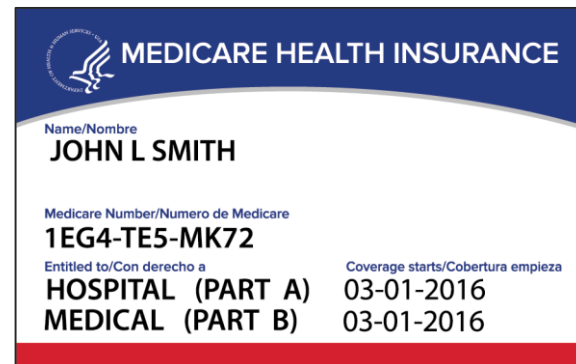 MEDICARE HEALTH INSURANCE
Name/Nombre
JOHN L SMITH
Medicare Number/Numero de Medicare
1EG4-TE5-MK72
Entitled to/Con derecho a Coverage starts/Cobertura empieza
HOSPITAL (PART A) 03-01-2016
MEDICAL (PART B) 03-01-2016